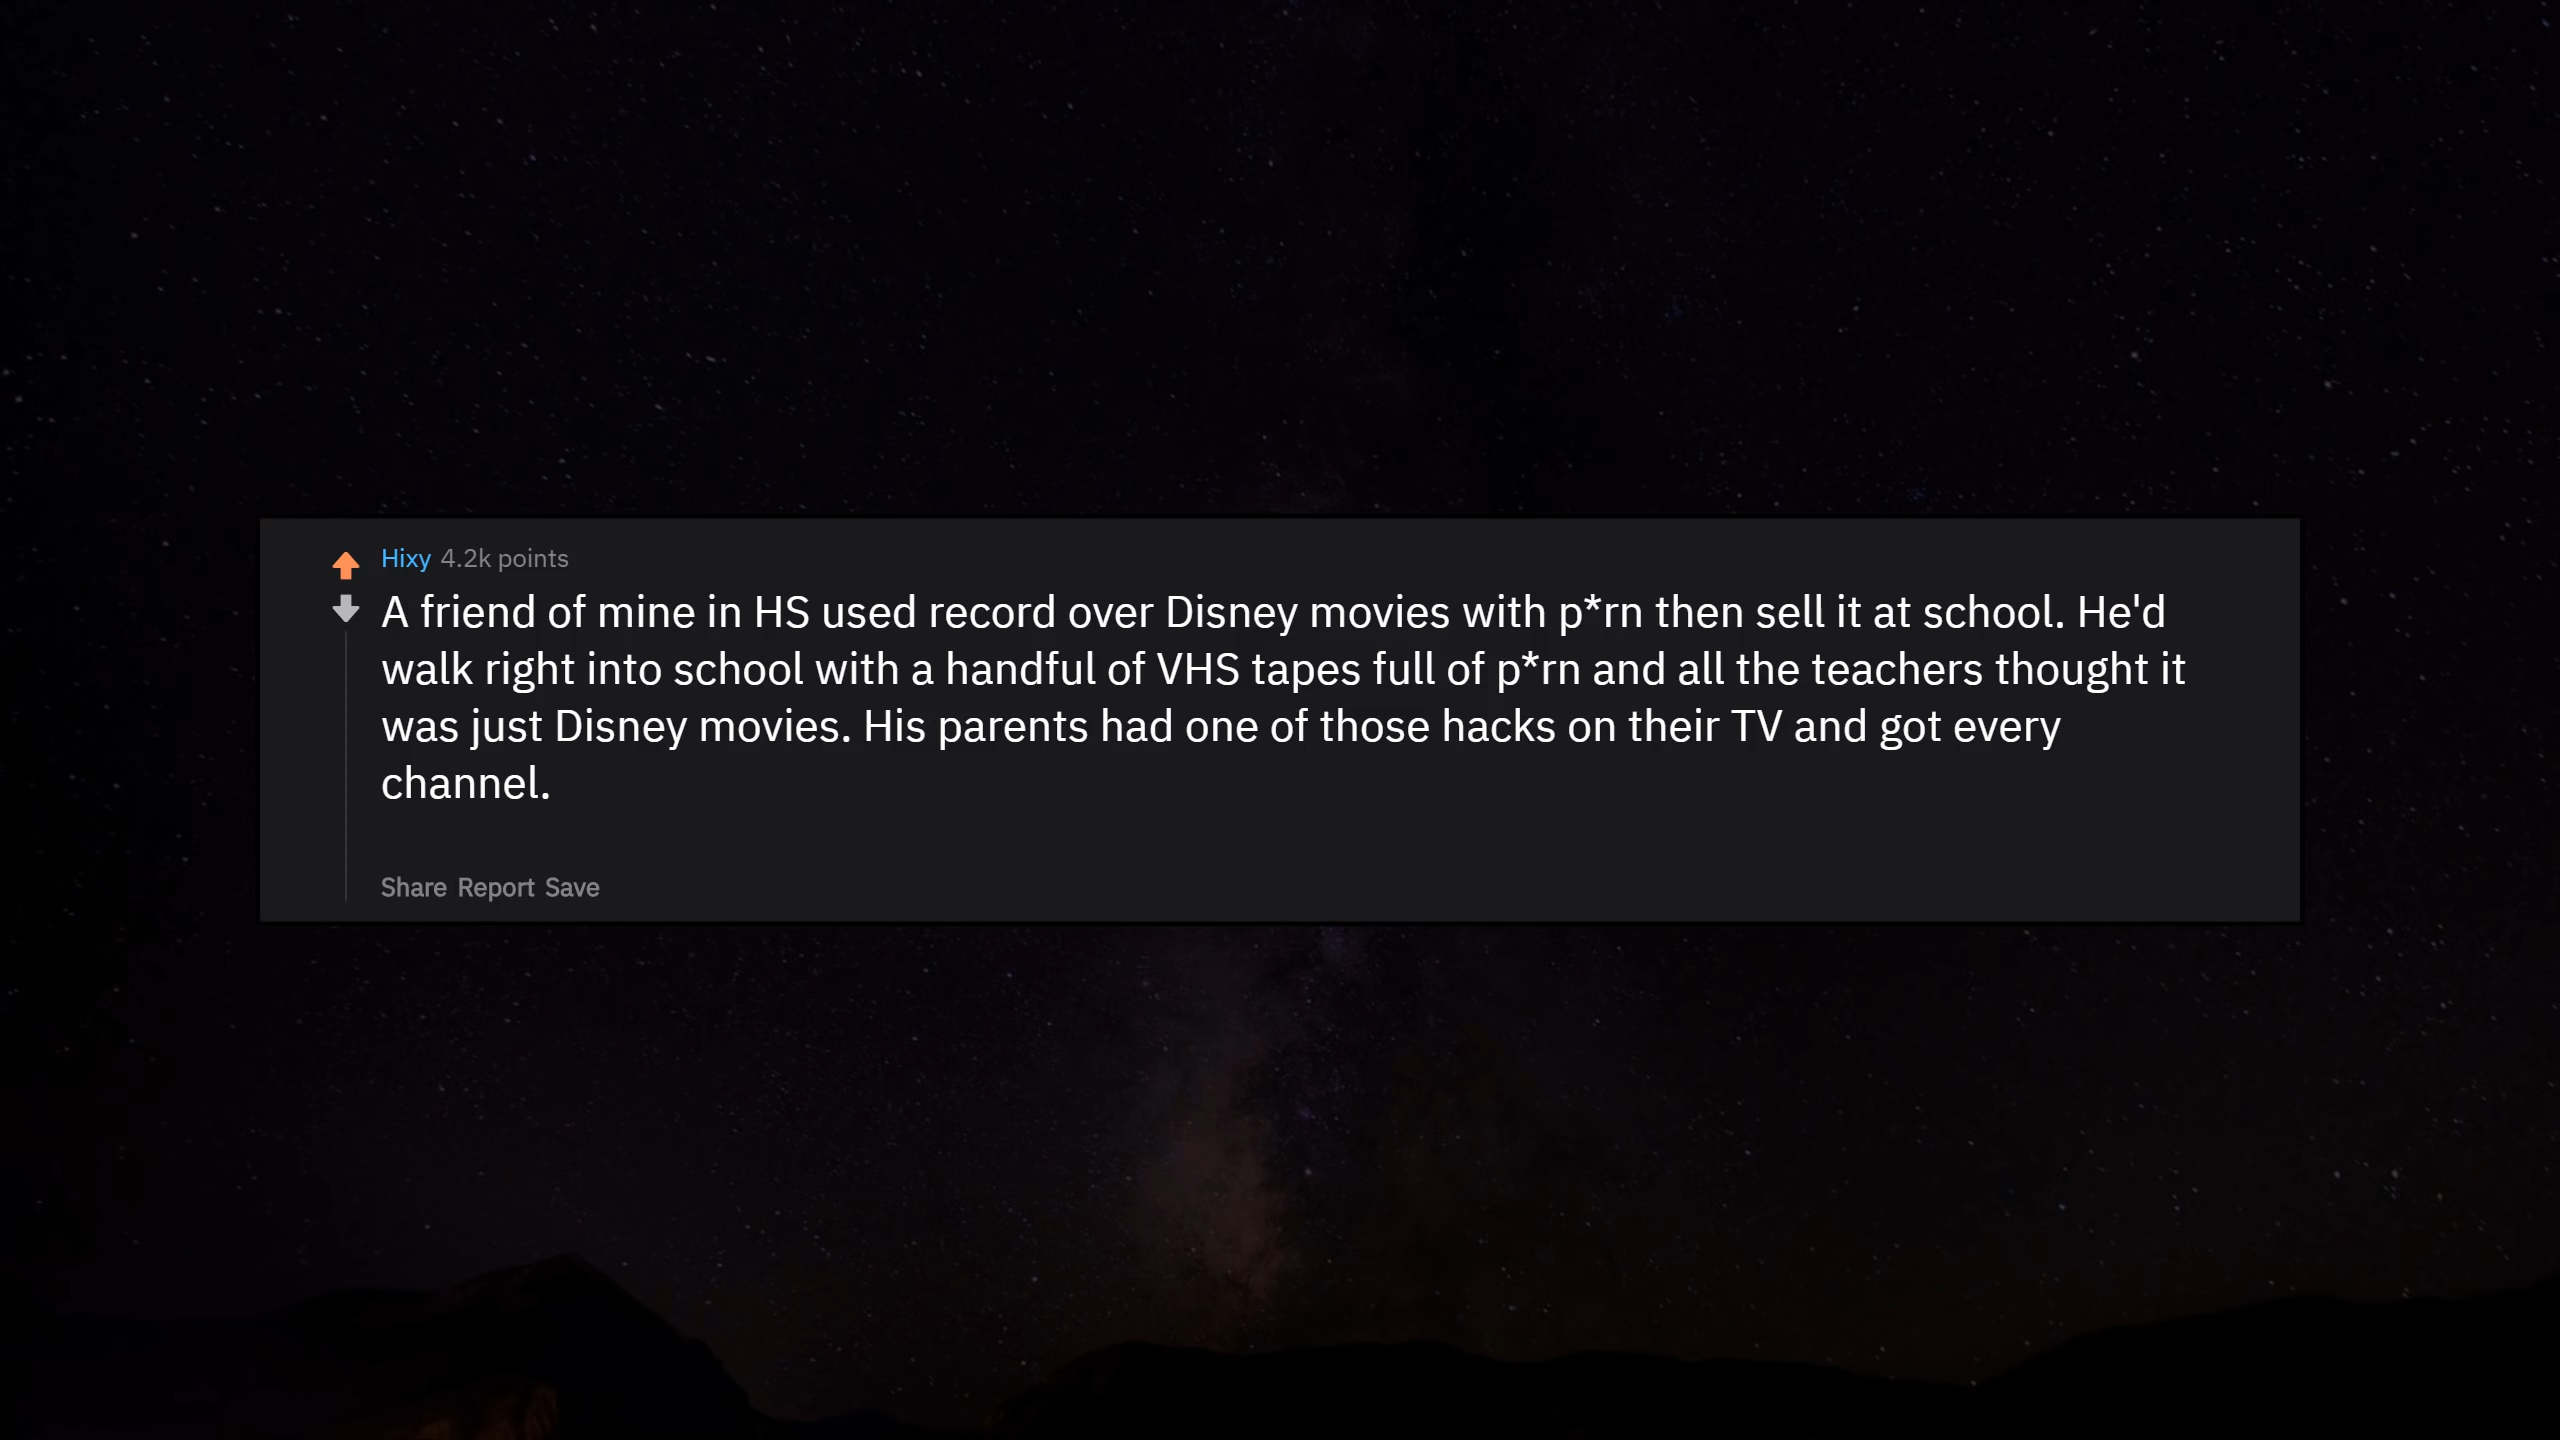 Hixy 4.2k points
A friend of mine in HS used record over Disney movies with p*rn then sell it at school. He'd
walk right into school with a handful of VHS tapes full of p*rn and all the teachers thought it
was just Disney movies. His parents had one of those hacks on their TV and got every
channel.
Share Report Save